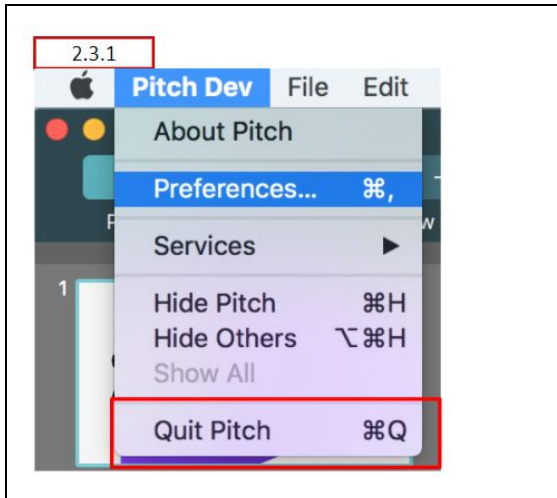 2.3.1
Pitch Dev File Edit
About Pitch
Preferences... ⌘,
Services ▶
Hide Pitch ⌘H
Hide Others ⌥⌘H
Show All
Quit Pitch ⌘Q
1